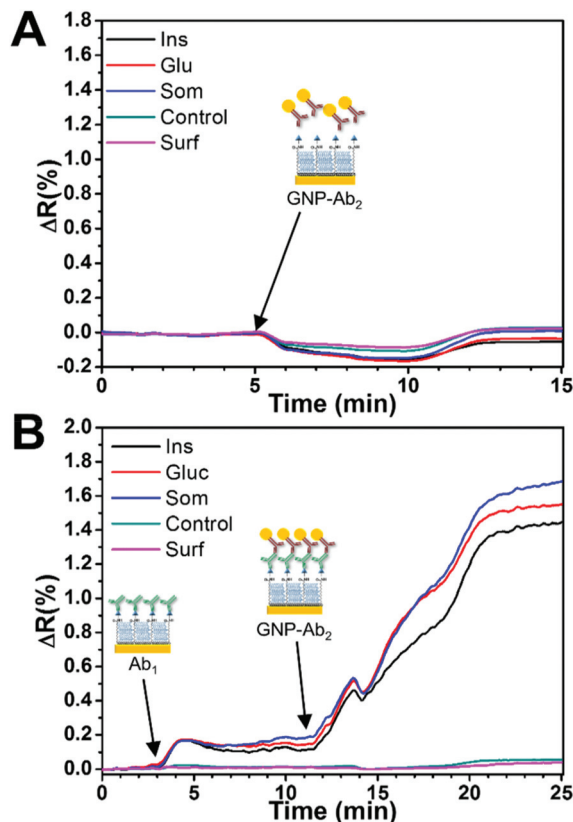 A
ΔR(%)
1.8
1.6
1.4
1.2
1.0
0.8
0.6
0.4
0.2
0.0
-0.2
Ins
Glu
Som
Control
Surf
GNP-Ab₂
0 5 10 15
Time (min)
B
ΔR(%)
2.0
1.8
1.6
1.4
1.2
1.0
0.8
0.6
0.4
0.2
0.0
Ins
Gluc
Som
Control
Surf
Ab₁
GNP-Ab₂
0 5 10 15 20 25
Time (min)